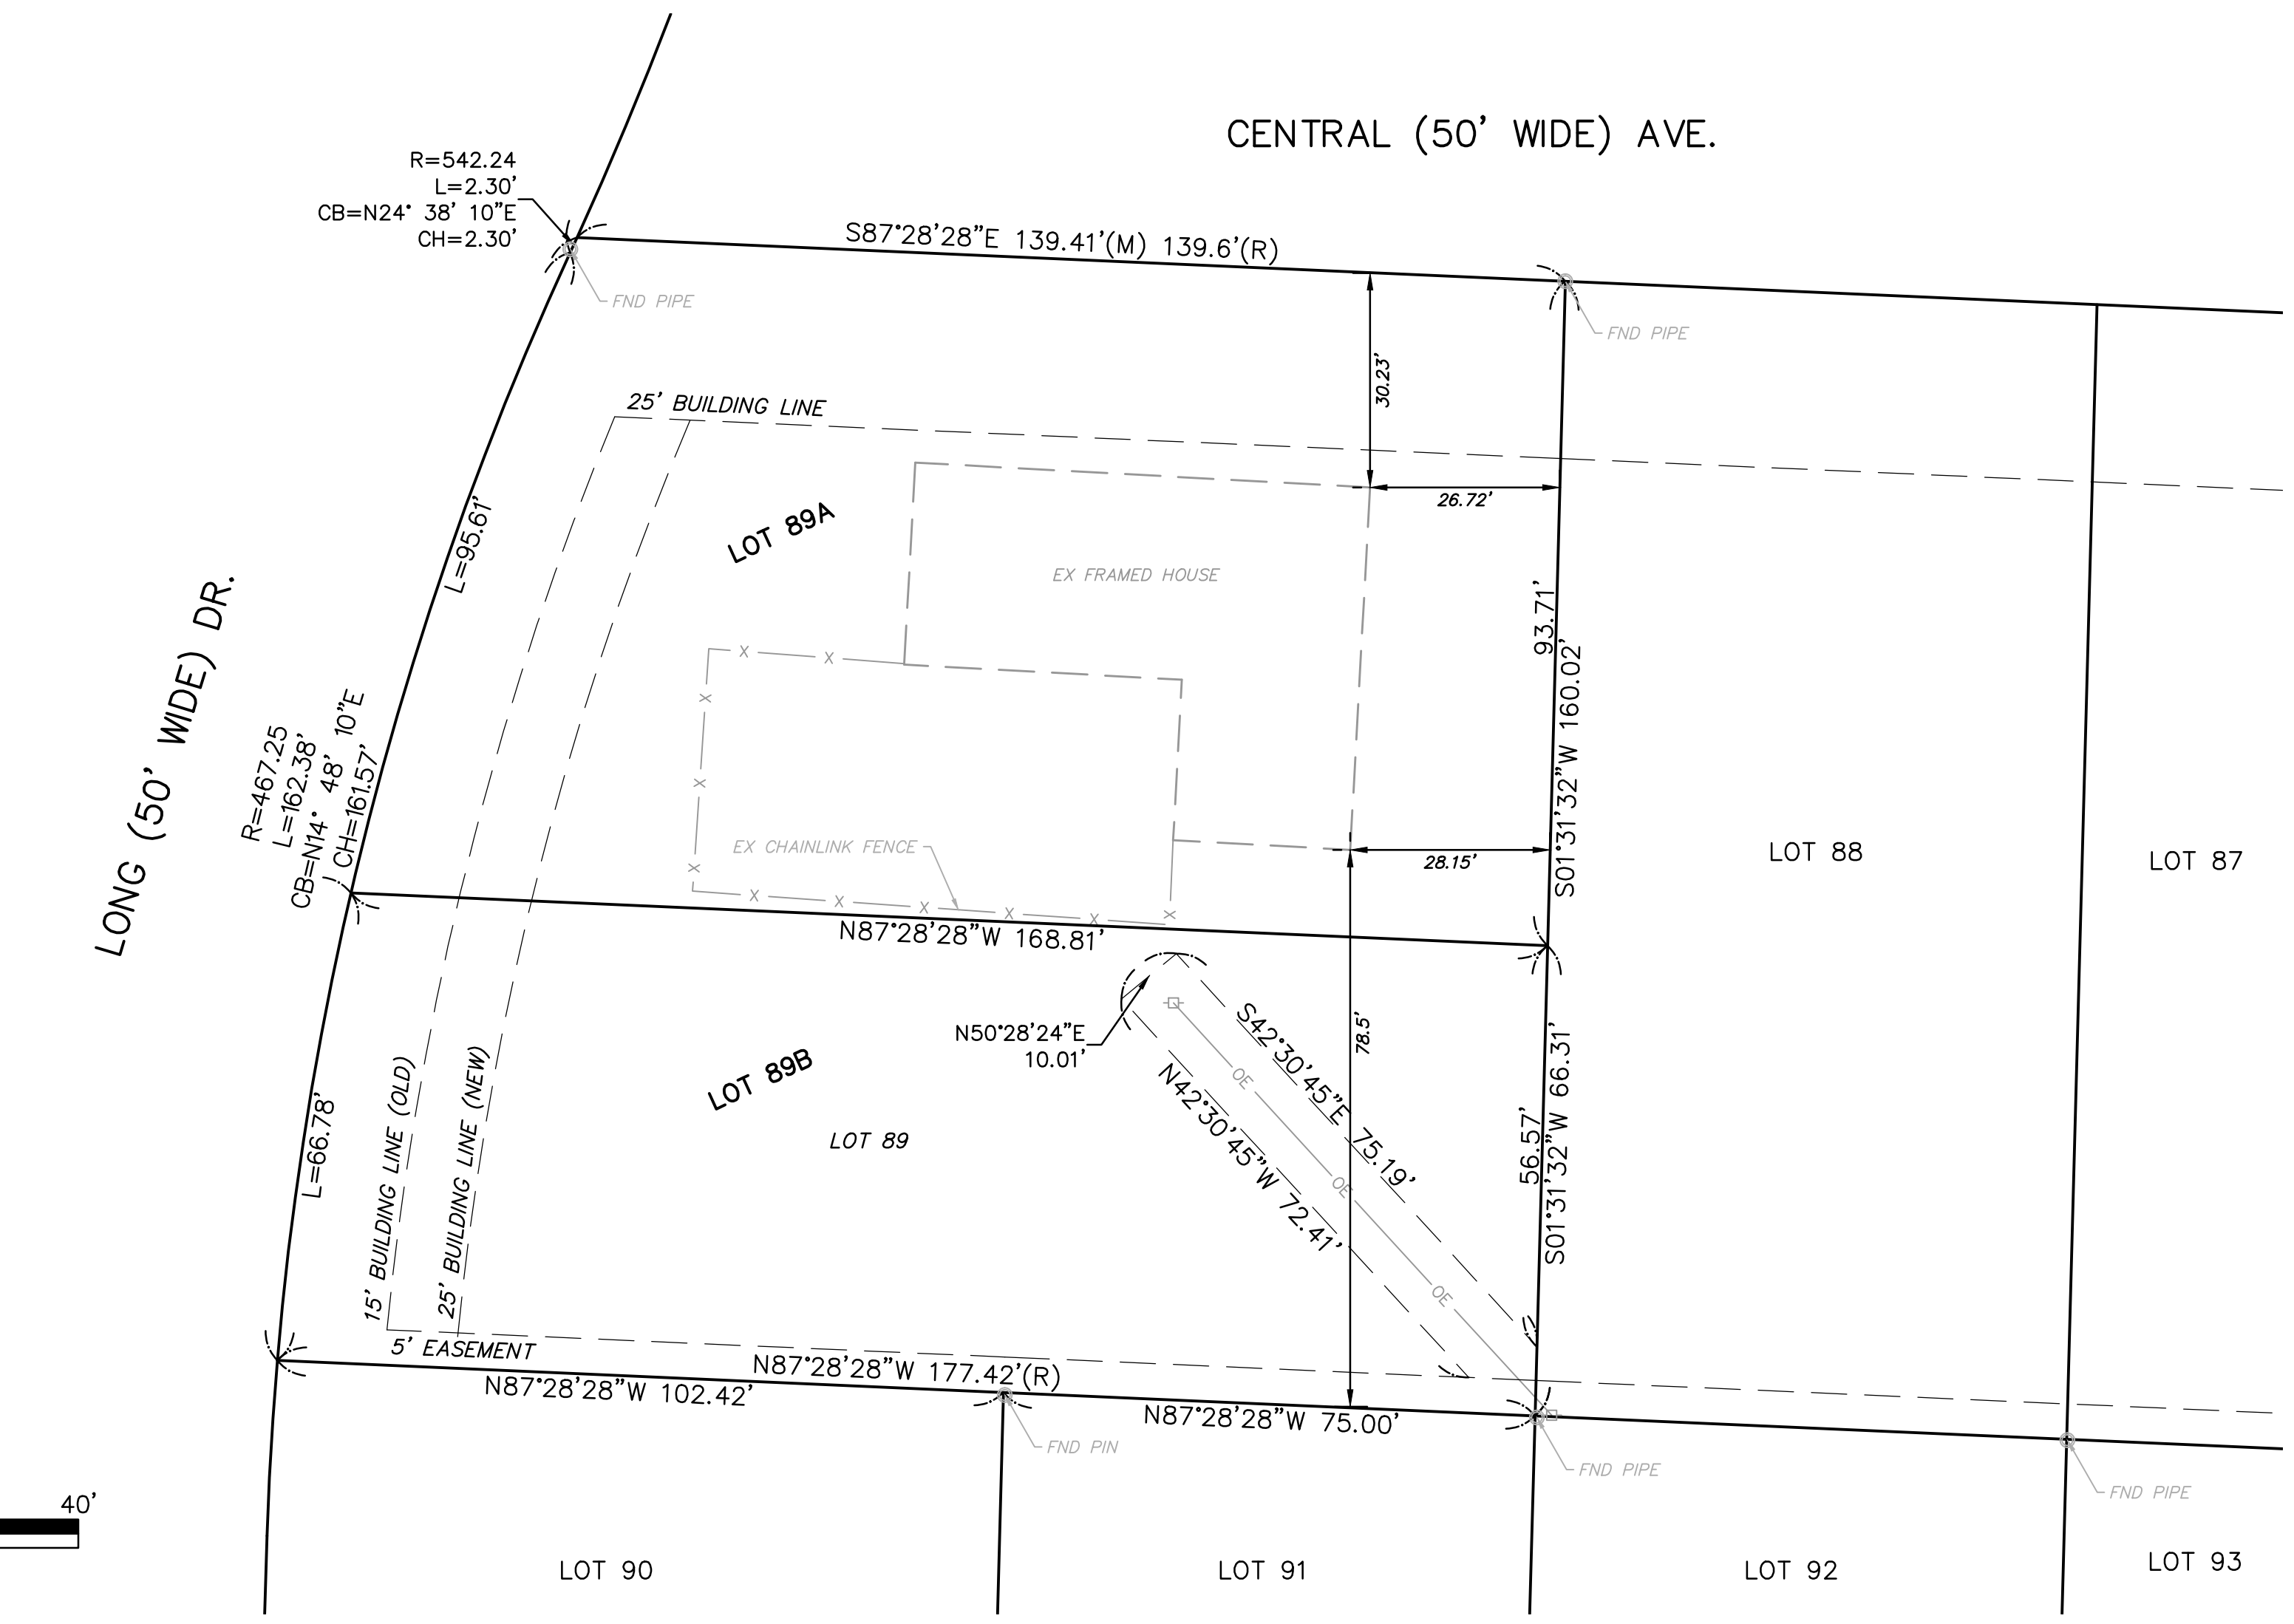 CENTRAL (50' WIDE) AVE.
R=542.24
L=2.30'
CB=N24° 38' 10"E
CH=2.30'
S87°28'28"E 139.41'(M) 139.6'(R)
FND PIPE
FND PIPE
30.23'
25' BUILDING LINE
26.72'
LOT 89A
L=95.61'
EX FRAMED HOUSE
93.71'
S01°31'32"W 160.02'
LONG (50' WIDE) DR.
R=467.25
L=162.38'
CB=N14° 48' 10"E
CH=161.57'
X X
X
X
X
EX CHAINLINK FENCE
X X X X X
X
28.15'
LOT 88
LOT 87
N87°28'28"W 168.81'
N50°28'24"E
10.01'
78.5'
S42°30'45"E 75.19'
OE
OE
OE
N42°30'45"W 72.41'
56.57'
S01°31'32"W 66.31'
LOT 89B
LOT 89
L=66.78'
15' BUILDING LINE (OLD)
25' BUILDING LINE (NEW)
5' EASEMENT
N87°28'28"W 177.42'(R)
N87°28'28"W 102.42'
N87°28'28"W 75.00'
FND PIN
FND PIPE
FND PIPE
40'
LOT 90
LOT 91
LOT 92
LOT 93